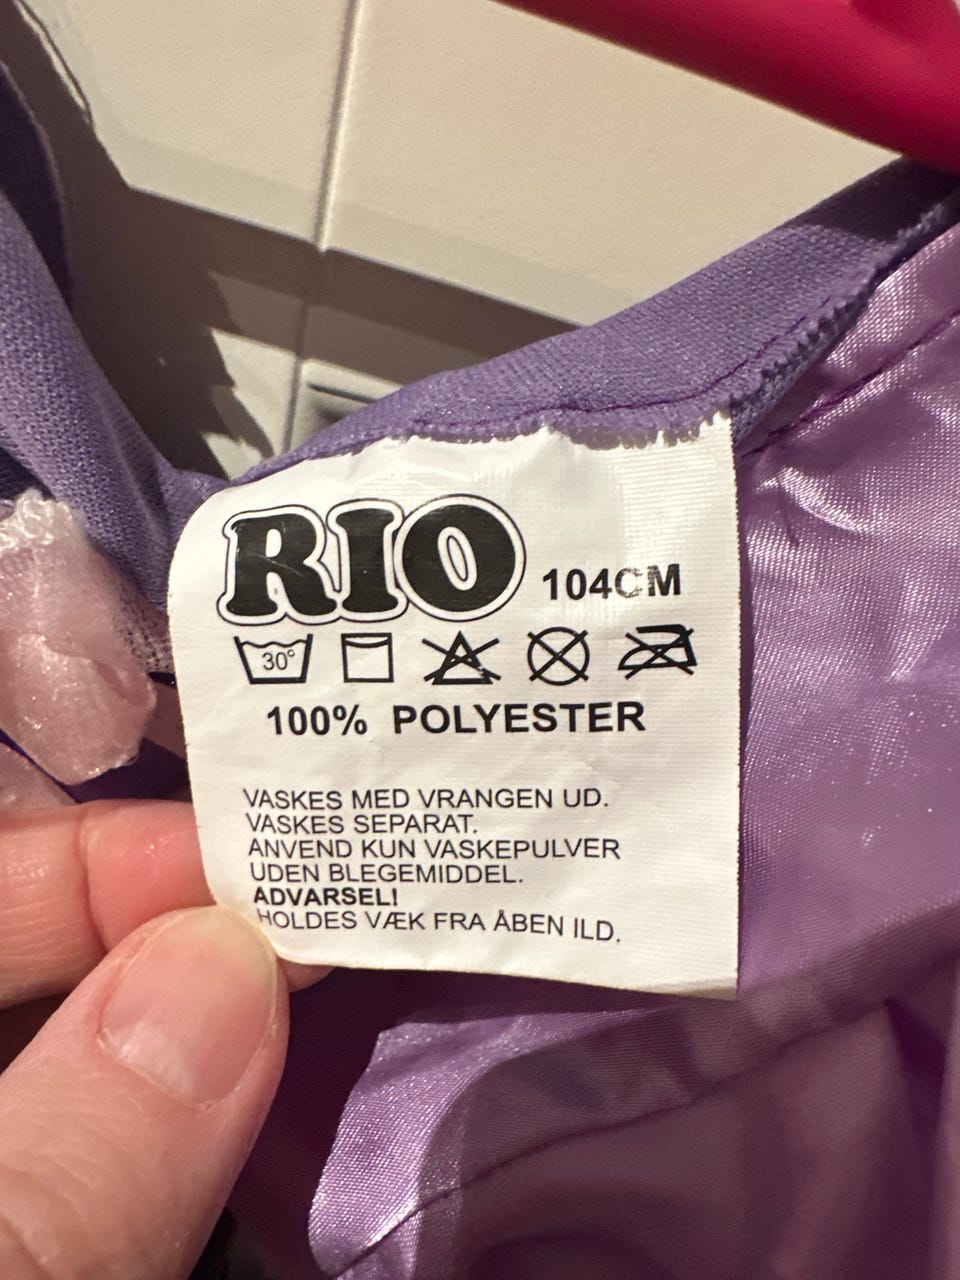 RIO 104CM
30°
100% POLYESTER
VASKES MED VRANGEN UD.
VASKES SEPARAT.
ANVEND KUN VASKEPULVER
UDEN BLEGEMIDDEL.
ADVARSEL!
HOLDES VÆK FRA ÅBEN ILD.